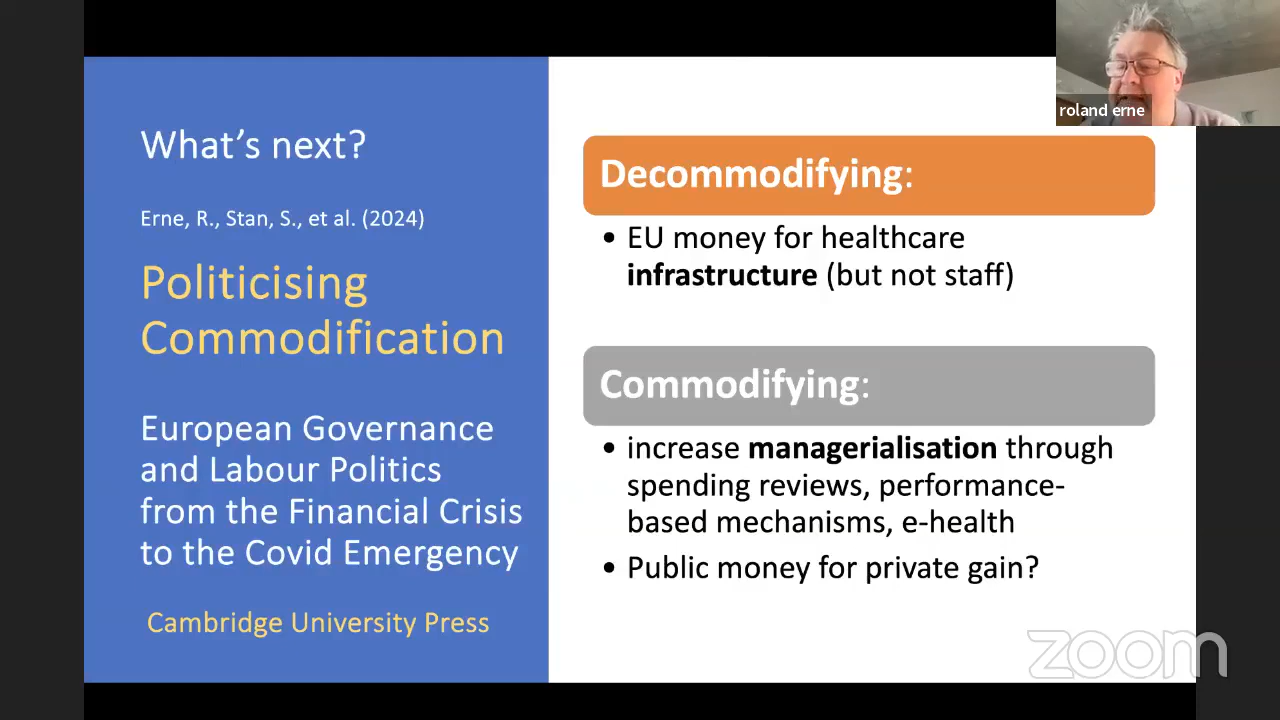 What's next?
Erne, R., Stan, S., et al. (2024)
Politicising
Commodification
European Governance
and Labour Politics
from the Financial Crisis
to the Covid Emergency
Cambridge University Press
Decommodifying:
• EU money for healthcare
infrastructure (but not staff)
Commodifying:
• increase managerialisation through
spending reviews, performance-
based mechanisms, e-health
• Public money for private gain?
roland erne
zoom